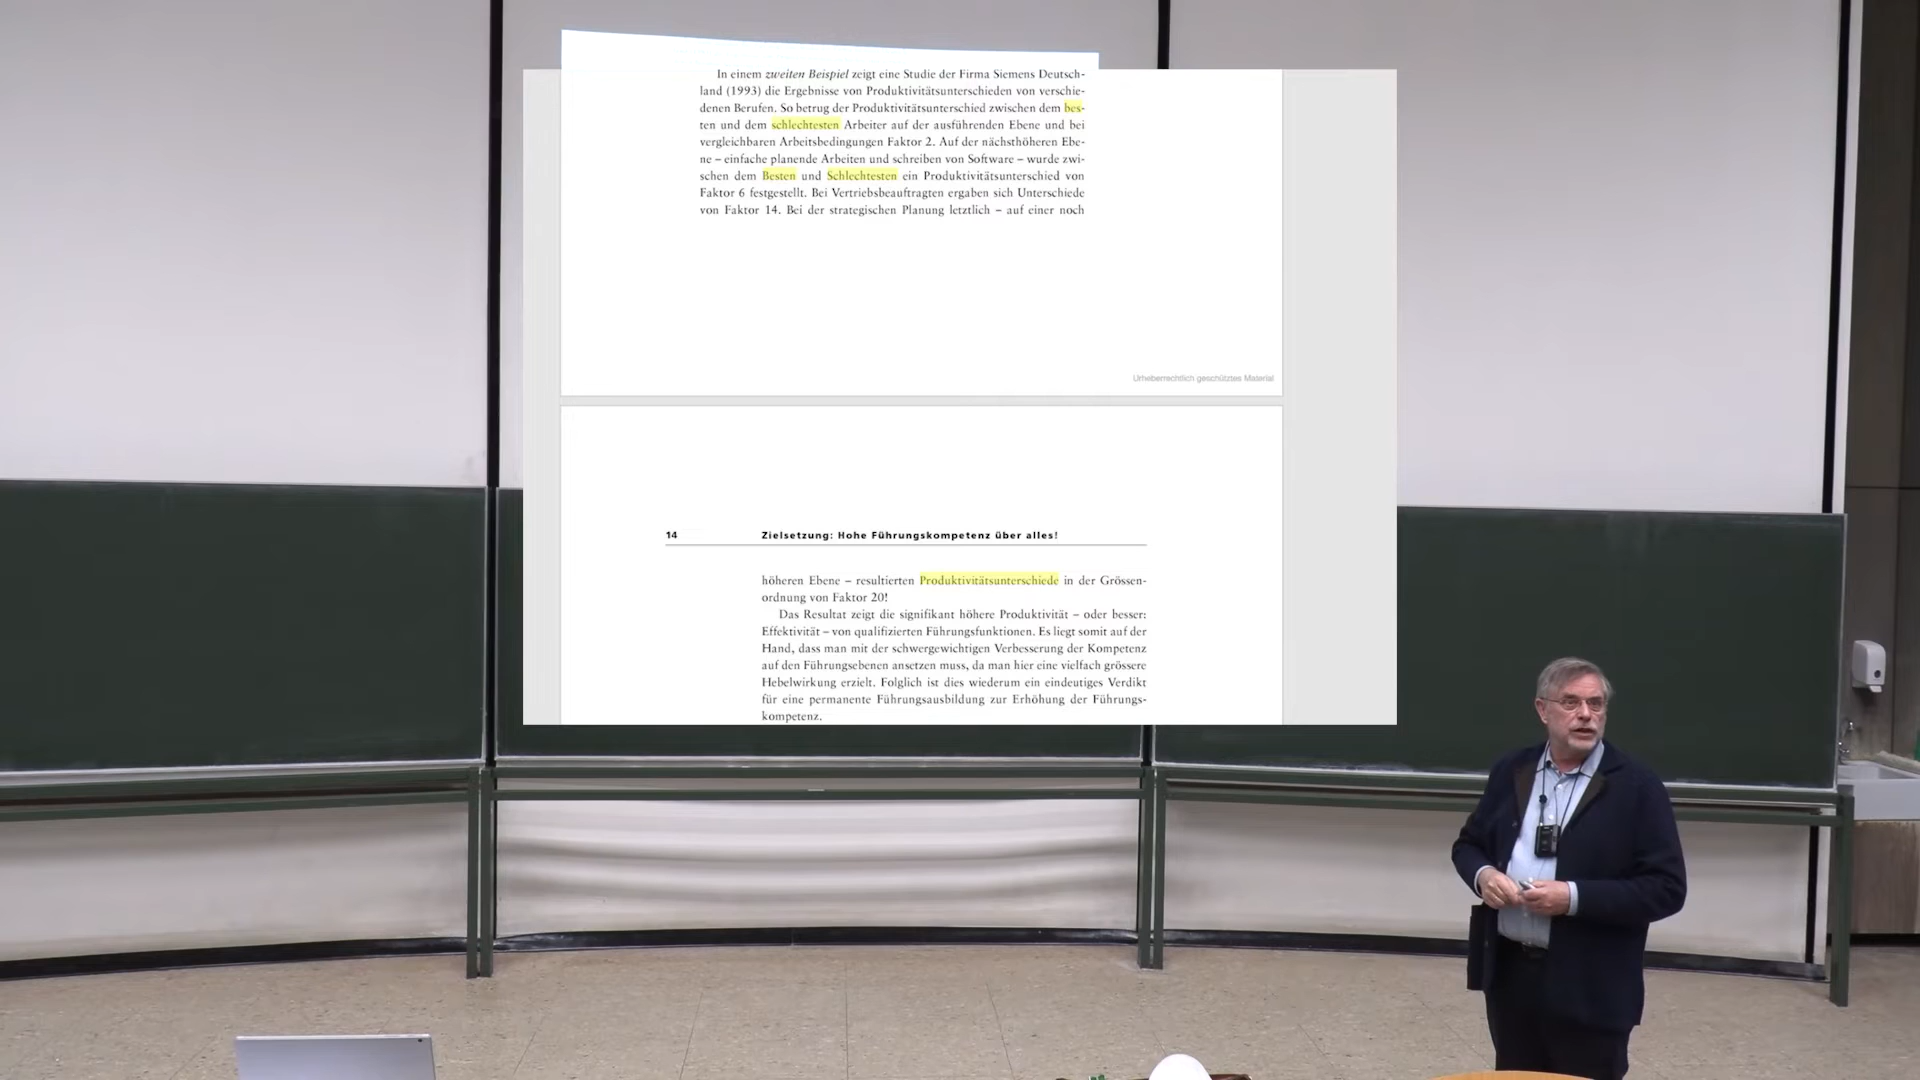 In einem zweiten Beispiel zeigt eine Studie der Firma Siemens Deutsch-
land (1993) die Ergebnisse von Produktivitätsunterschieden von verschie-
denen Berufen. So betrug der Produktivitätsunterschied zwischen dem bes-
ten und dem schlechtesten Arbeiter auf der ausführenden Ebene und bei
vergleichbaren Arbeitsbedingungen Faktor 2. Auf der nächsthöheren Ebe-
ne – einfache planende Arbeiten und schreiben von Software – wurde zwi-
schen dem Besten und Schlechtesten ein Produktivitätsunterschied von
Faktor 6 festgestellt. Bei Vertriebsbeauftragten ergaben sich Unterschiede
von Faktor 14. Bei der strategischen Planung letztlich – auf einer noch
Urheberrechtlich geschütztes Material
14 Zielsetzung: Hohe Führungskompetenz über alles!
höheren Ebene – resultierten Produktivitätsunterschiede in der Grössen-
ordnung von Faktor 20!
Das Resultat zeigt die signifikant höhere Produktivität – oder besser:
Effektivität – von qualifizierten Führungsfunktionen. Es liegt somit auf der
Hand, dass man mit der schwergewichtigen Verbesserung der Kompetenz
auf den Führungsebenen ansetzen muss, da man hier eine vielfach grössere
Hebelwirkung erzielt. Folglich ist dies wiederum ein eindeutiges Verdikt
für eine permanente Führungsausbildung zur Erhöhung der Führungs-
kompetenz.